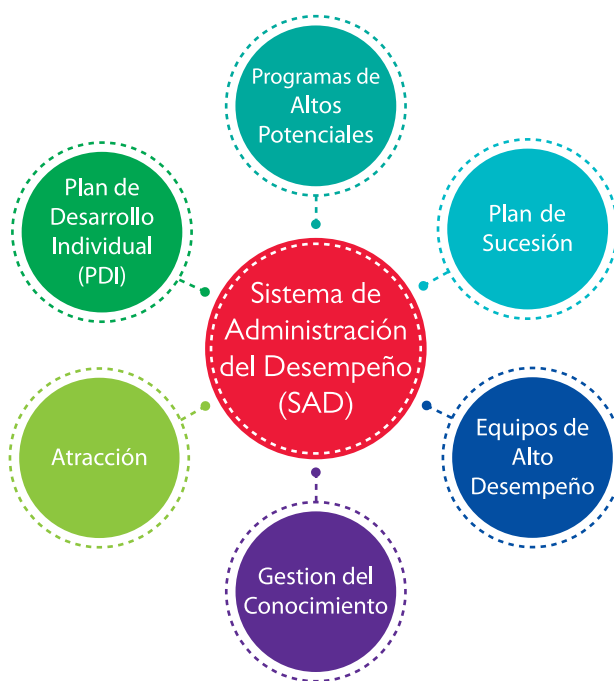 Programas de
Altos
Potenciales
Plan de
Desarrollo
Individual
(PDI)
Plan de
Sucesión
Sistema de
Administración
del Desempeño
(SAD)
Atracción
Equipos de
Alto
Desempeño
Gestion del
Conocimiento